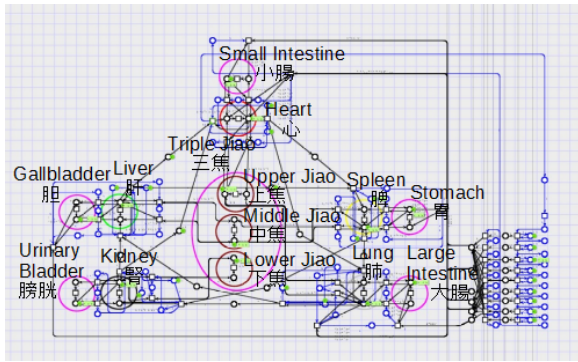 Small Intestine
小腸
Heart
心
Triple Jiao
三焦
Gallbladder
胆
Liver
肝
Upper Jiao
上焦
Spleen
脾
Stomach
胃
Middle Jiao
中焦
Urinary
Bladder
膀胱
Kidney
腎
Lower Jiao
下焦
Lung
肺
Large
Intestine
大腸